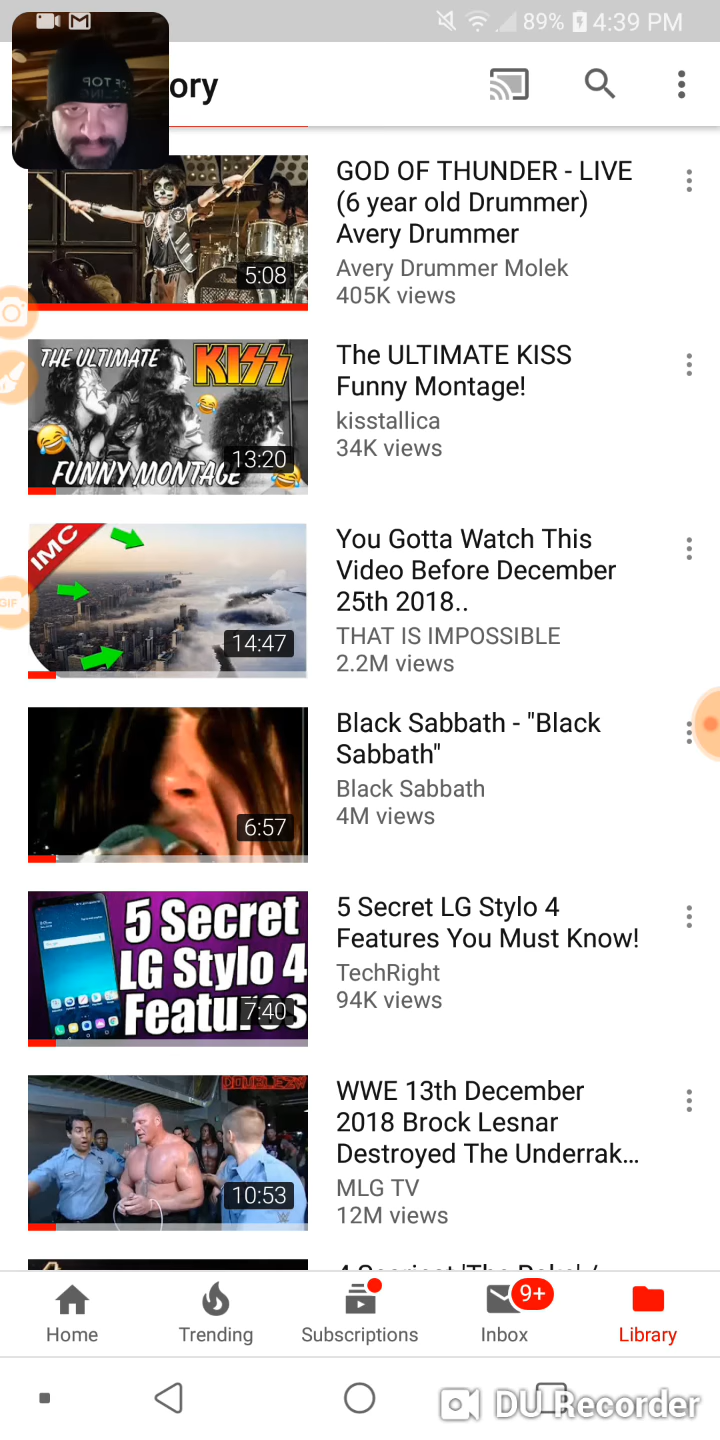 89% 4:39 PM
ory
GOD OF THUNDER - LIVE
(6 year old Drummer)
Avery Drummer
Avery Drummer Molek
405K views
5:08
THE ULTIMATE KISS
FUNNY MONTAGE
13:20
The ULTIMATE KISS
Funny Montage!
kisstallica
34K views
GIF
IMC
14:47
You Gotta Watch This
Video Before December
25th 2018..
THAT IS IMPOSSIBLE
2.2M views
6:57
Black Sabbath - "Black
Sabbath"
Black Sabbath
4M views
5 Secret
LG Stylo 4
Features
7:40
5 Secret LG Stylo 4
Features You Must Know!
TechRight
94K views
10:53
WWE 13th December
2018 Brock Lesnar
Destroyed The Underrak...
MLG TV
12M views
9+
Home Trending Subscriptions Inbox Library
DU Recorder